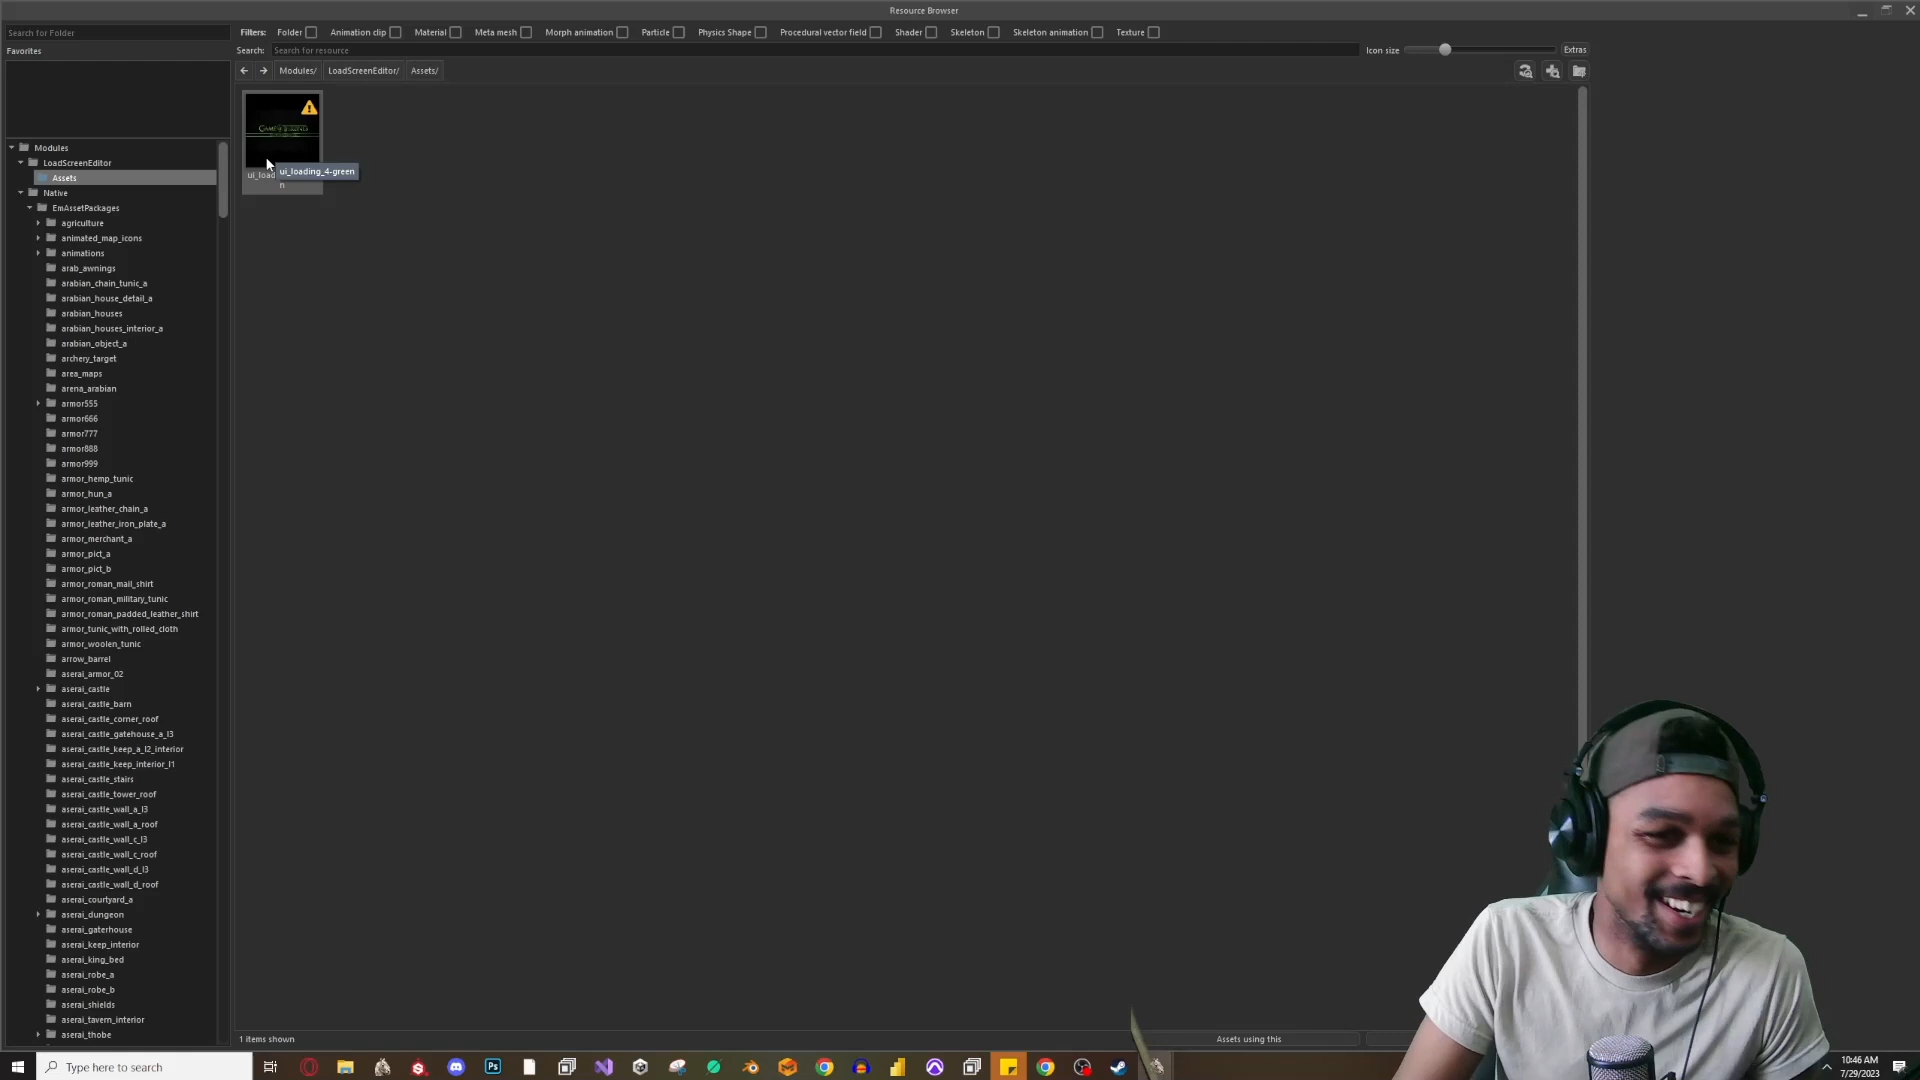 Resource Browser
Search for Folder
Filters: Folder Animation clip Material Meta mesh Morph animation Particle Physics Shape Procedural vector field Shader Skeleton Skeleton animation Texture
Favorites
Search: Search for resource
Icon size
Extras
Modules/ LoadScreenEditor/ Assets/
ui_load
ui_loading_4-green
n
Modules
LoadScreenEditor
Assets
Native
EmAssetPackages
agriculture
animated_map_icons
animations
arab_awnings
arabian_chain_tunic_a
arabian_house_detail_a
arabian_houses
arabian_houses_interior_a
arabian_object_a
archery_target
area_maps
arena_arabian
armor555
armor666
armor777
armor888
armor999
armor_hemp_tunic
armor_hun_a
armor_leather_chain_a
armor_leather_iron_plate_a
armor_merchant_a
armor_pict_a
armor_pict_b
armor_roman_mail_shirt
armor_roman_military_tunic
armor_roman_padded_leather_shirt
armor_tunic_with_rolled_cloth
armor_woolen_tunic
arrow_barrel
aserai_armor_02
aserai_castle
aserai_castle_barn
aserai_castle_corner_roof
aserai_castle_gatehouse_a_l3
aserai_castle_keep_a_l2_interior
aserai_castle_keep_interior_l1
aserai_castle_stairs
aserai_castle_tower_roof
aserai_castle_wall_a_l3
aserai_castle_wall_a_roof
aserai_castle_wall_c_l3
aserai_castle_wall_c_roof
aserai_castle_wall_d_l3
aserai_castle_wall_d_roof
aserai_courtyard_a
aserai_dungeon
aserai_gaterhouse
aserai_keep_interior
aserai_king_bed
aserai_robe_a
aserai_robe_b
aserai_shields
aserai_tavern_interior
aserai_thobe
1 items shown
Assets using this
Type here to search
Ps
10:46 AM
7/29/2023